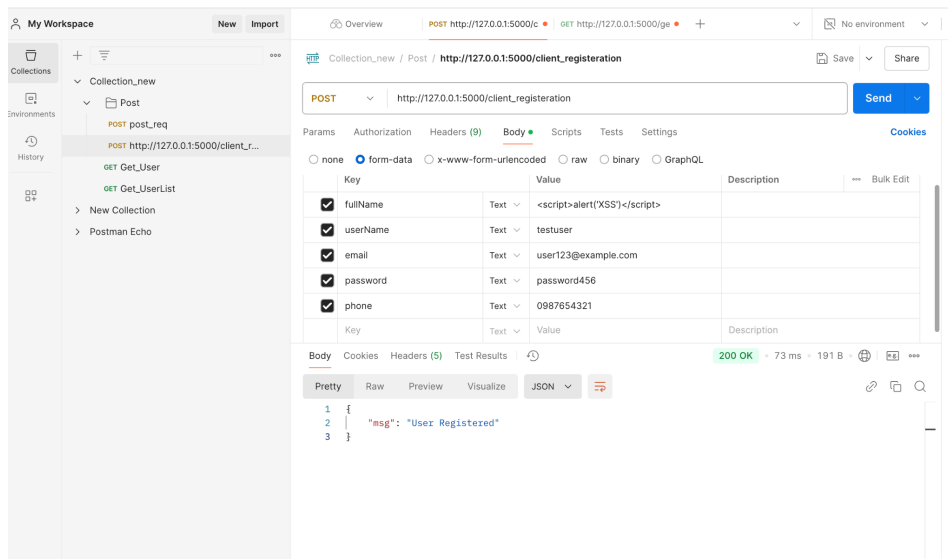 My Workspace
New
Import
Overview
POST http://127.0.0.1:5000/c
GET http://127.0.0.1:5000/ge
No environment
Collections
Environments
History
Collection_new
Post
POST post_req
POST http://127.0.0.1:5000/client_r...
GET Get_User
GET Get_UserList
New Collection
Postman Echo
HTTP Collection_new / Post / http://127.0.0.1:5000/client_registeration
Save
Share
POST
http://127.0.0.1:5000/client_registeration
Send
Params Authorization Headers (9) Body Scripts Tests Settings
Cookies
none form-data x-www-form-urlencoded raw binary GraphQL
Key Value Description Bulk Edit
fullName Text <script>alert('XSS')</script>
userName Text testuser
email Text user123@example.com
password Text password456
phone Text 0987654321
Key Text Value Description
Body Cookies Headers (5) Test Results
200 OK 73 ms 191 B
e.g.
Pretty Raw Preview Visualize JSON
1 {
2 "msg": "User Registered"
3 }